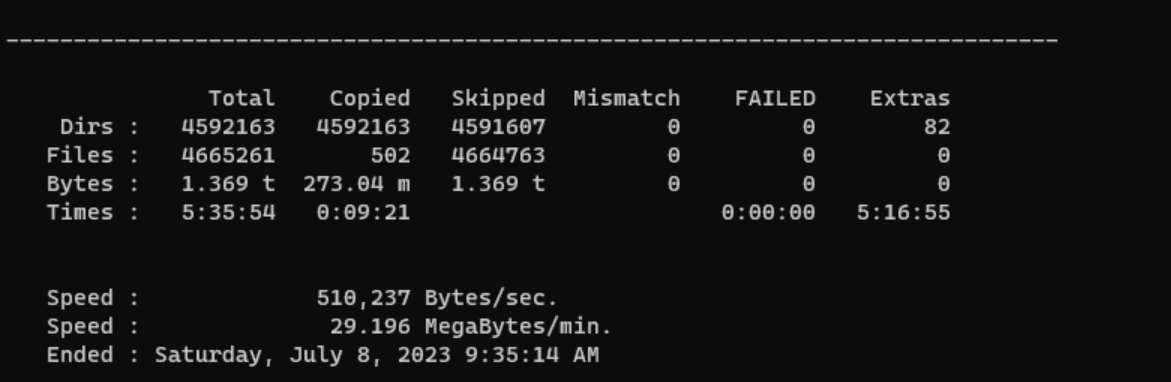 ------------------------------------------------------------------------------
Total Copied Skipped Mismatch FAILED Extras
Dirs : 4592163 4592163 4591607 0 0 82
Files : 4665261 502 4664763 0 0 0
Bytes : 1.369 t 273.04 m 1.369 t 0 0 0
Times : 5:35:54 0:09:21 0:00:00 5:16:55
Speed : 510,237 Bytes/sec.
Speed : 29.196 MegaBytes/min.
Ended : Saturday, July 8, 2023 9:35:14 AM